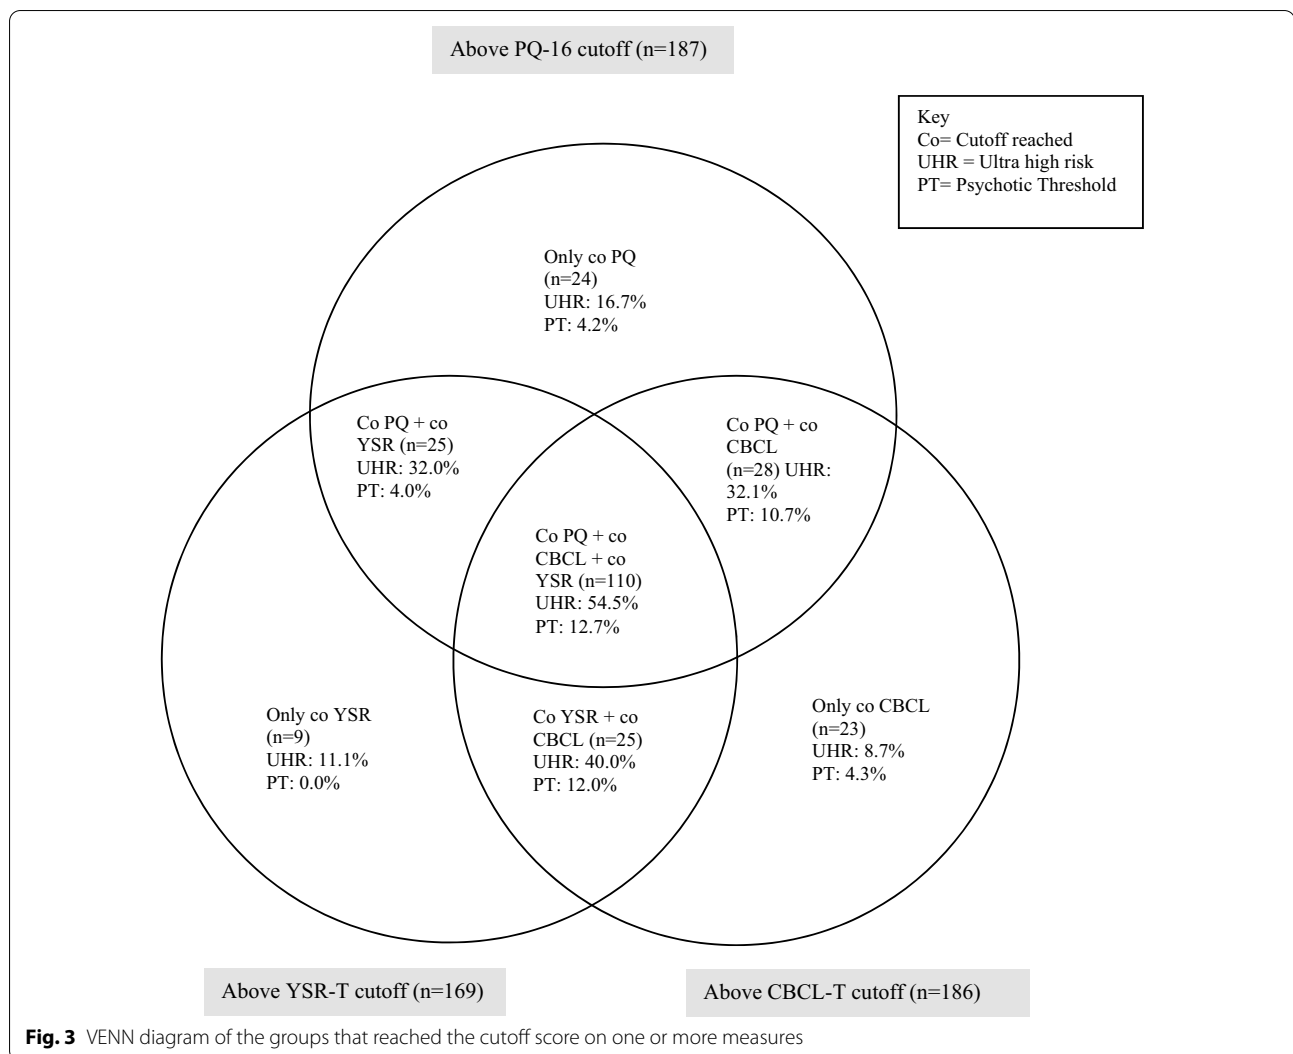 Above PQ-16 cutoff (n=187)
Key
Co= Cutoff reached
UHR = Ultra high risk
PT= Psychotic Threshold
Only co PQ
(n=24)
UHR: 16.7%
PT: 4.2%
Co PQ + co
YSR (n=25)
UHR: 32.0%
PT: 4.0%
Co PQ + co
CBCL
(n=28) UHR:
32.1%
PT: 10.7%
Co PQ + co
CBCL + co
YSR (n=110)
UHR: 54.5%
PT: 12.7%
Only co YSR
(n=9)
UHR: 11.1%
PT: 0.0%
Co YSR + co
CBCL (n=25)
UHR: 40.0%
PT: 12.0%
Only co CBCL
(n=23)
UHR: 8.7%
PT: 4.3%
Above YSR-T cutoff (n=169)
Above CBCL-T cutoff (n=186)
Fig. 3 VENN diagram of the groups that reached the cutoff score on one or more measures